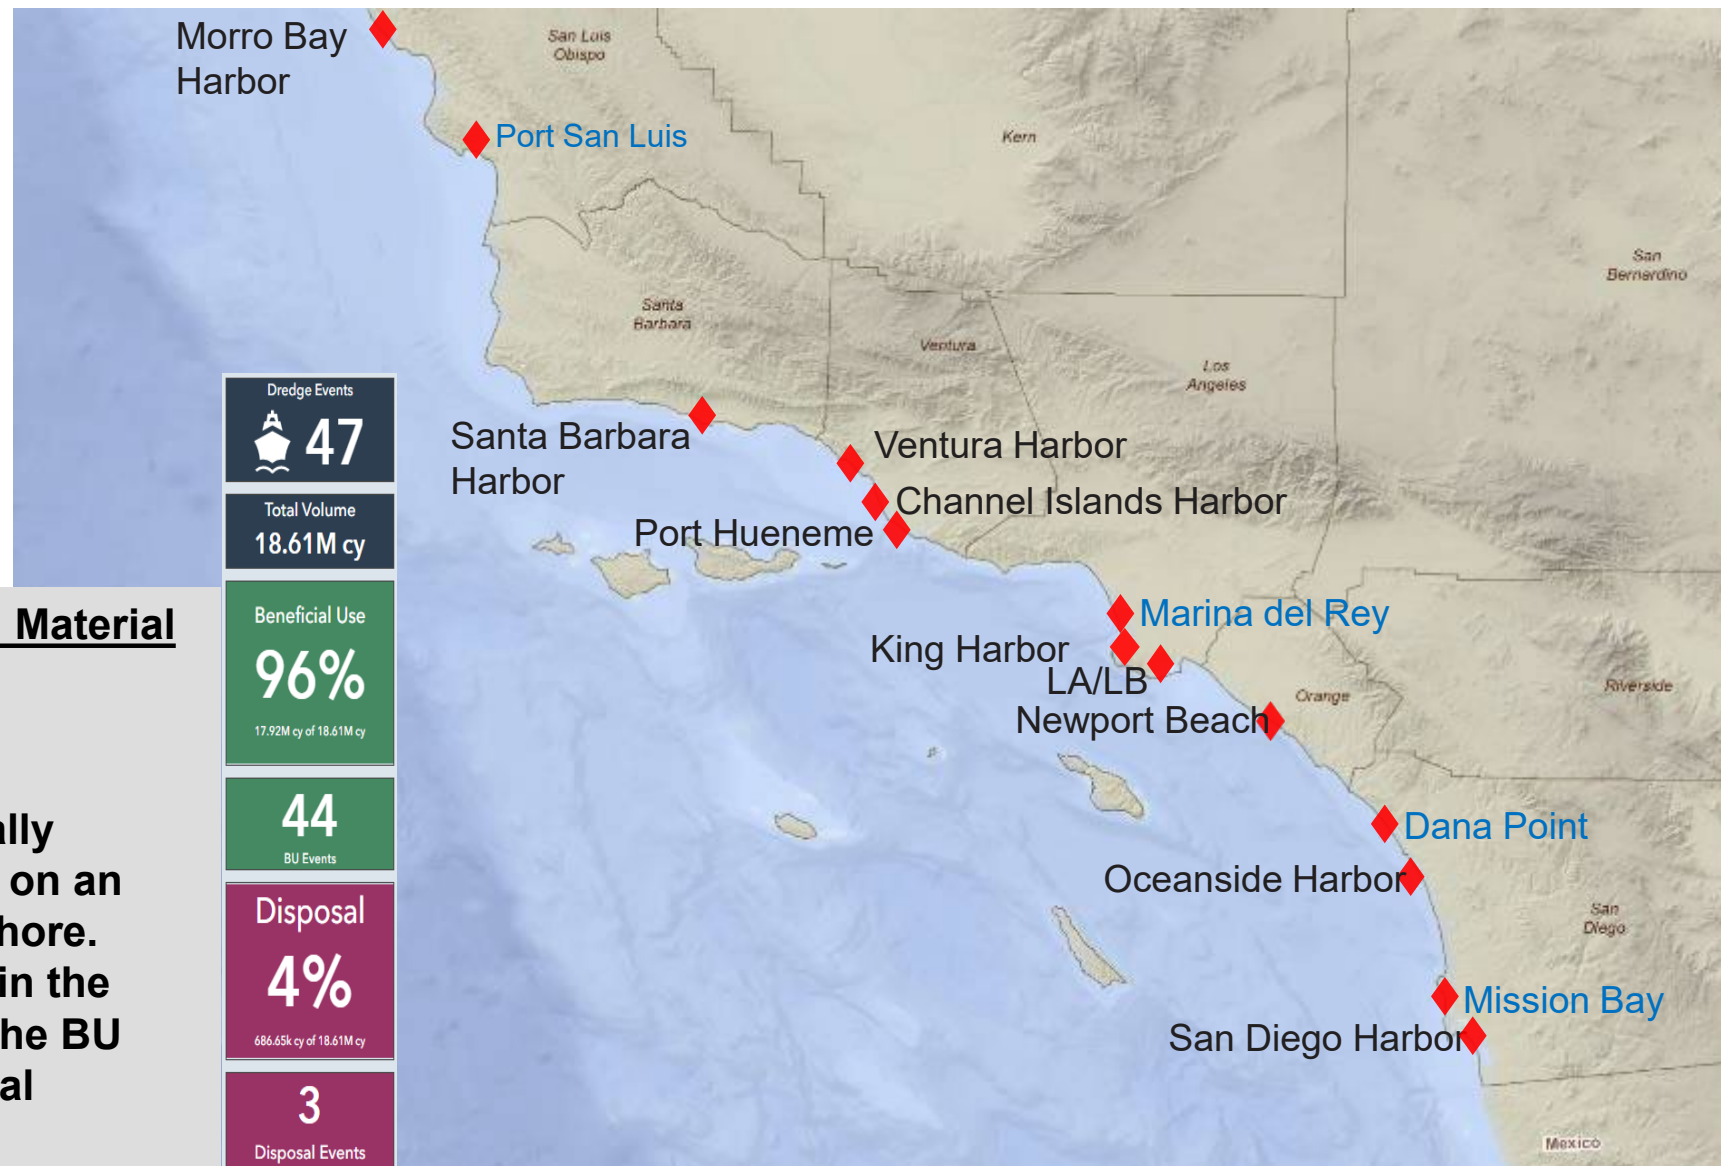 Morro Bay
Harbor
San Luis
Obispo
Port San Luis
Kern
San
Bernardino
Santa
Barbara
Ventura
Los
Angeles
Dredge Events
47
Santa Barbara
Harbor
Ventura Harbor
Channel Islands Harbor
Port Hueneme
Total Volume
18.61M cy
Material
Beneficial Use
96%
17.92M cy of 18.61M cy
Marina del Rey
King Harbor
LA/LB
Newport Beach
Orange
Riverside
44
BU Events
ally
on an
hore.
in the
he BU
al
Dana Point
Oceanside Harbor
San
Diego
Disposal
4%
686.65k cy of 18.61M cy
Mission Bay
San Diego Harbor
3
Disposal Events
Mexico